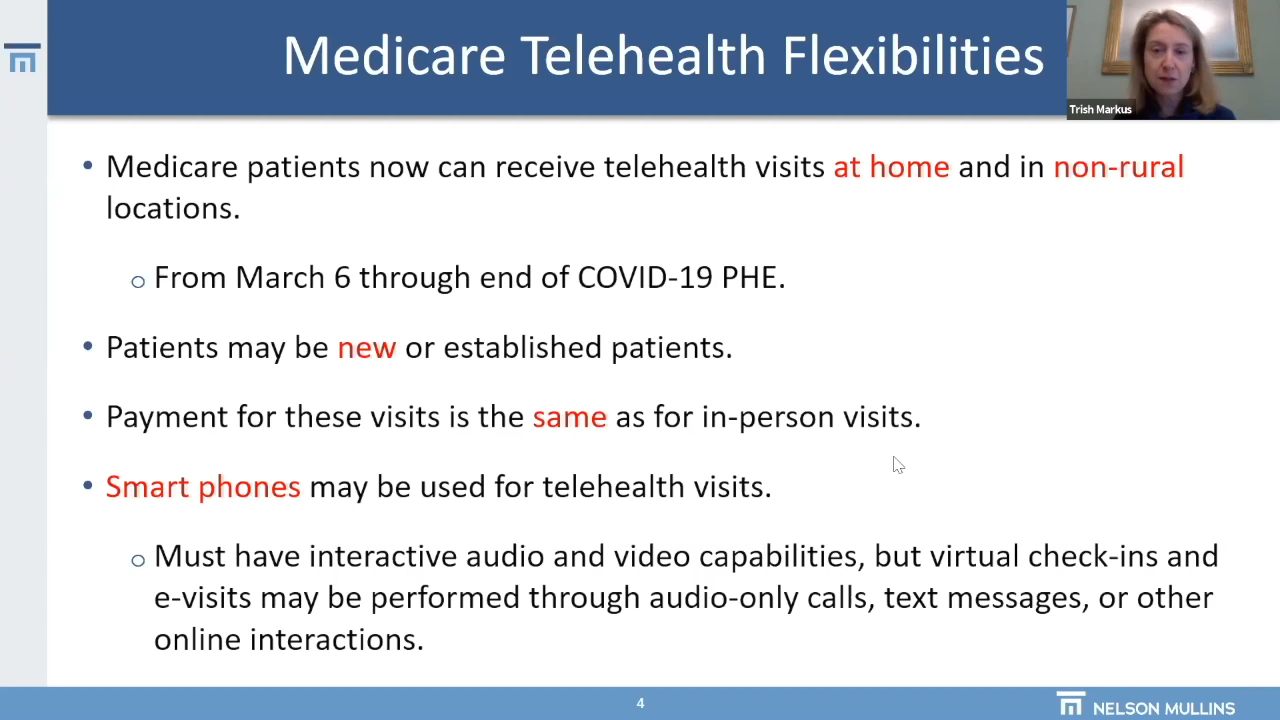 Medicare Telehealth Flexibilities
Trish Markus
• Medicare patients now can receive telehealth visits at home and in non-rural
locations.
o From March 6 through end of COVID-19 PHE.
• Patients may be new or established patients.
• Payment for these visits is the same as for in-person visits.
• Smart phones may be used for telehealth visits.
o Must have interactive audio and video capabilities, but virtual check-ins and
e-visits may be performed through audio-only calls, text messages, or other
online interactions.
4
NELSON MULLINS